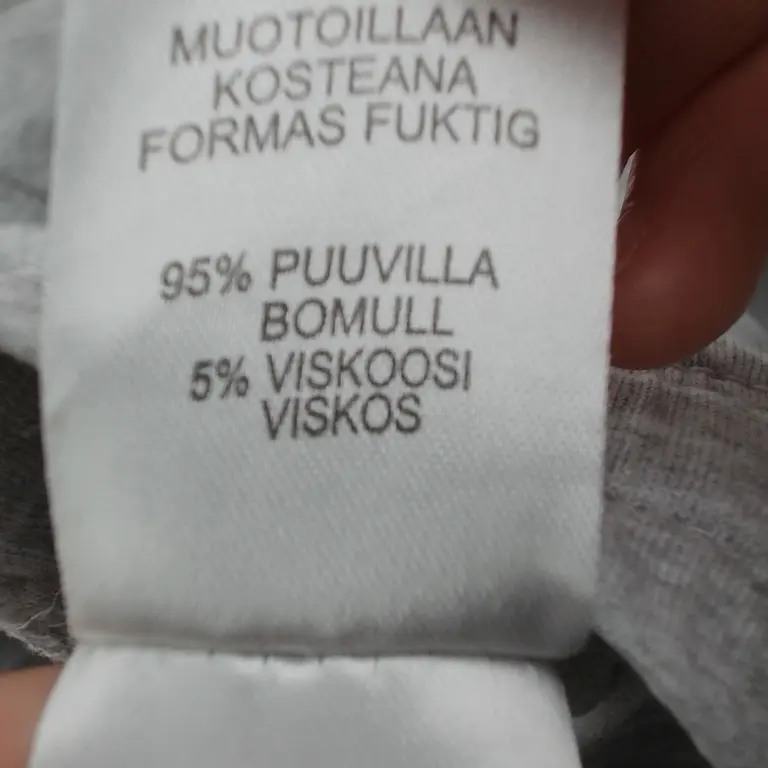 MUOTOILLAAN
KOSTEANA
FORMAS FUKTIG
95% PUUVILLA
BOMULL
5% VISKOOSI
VISKOS